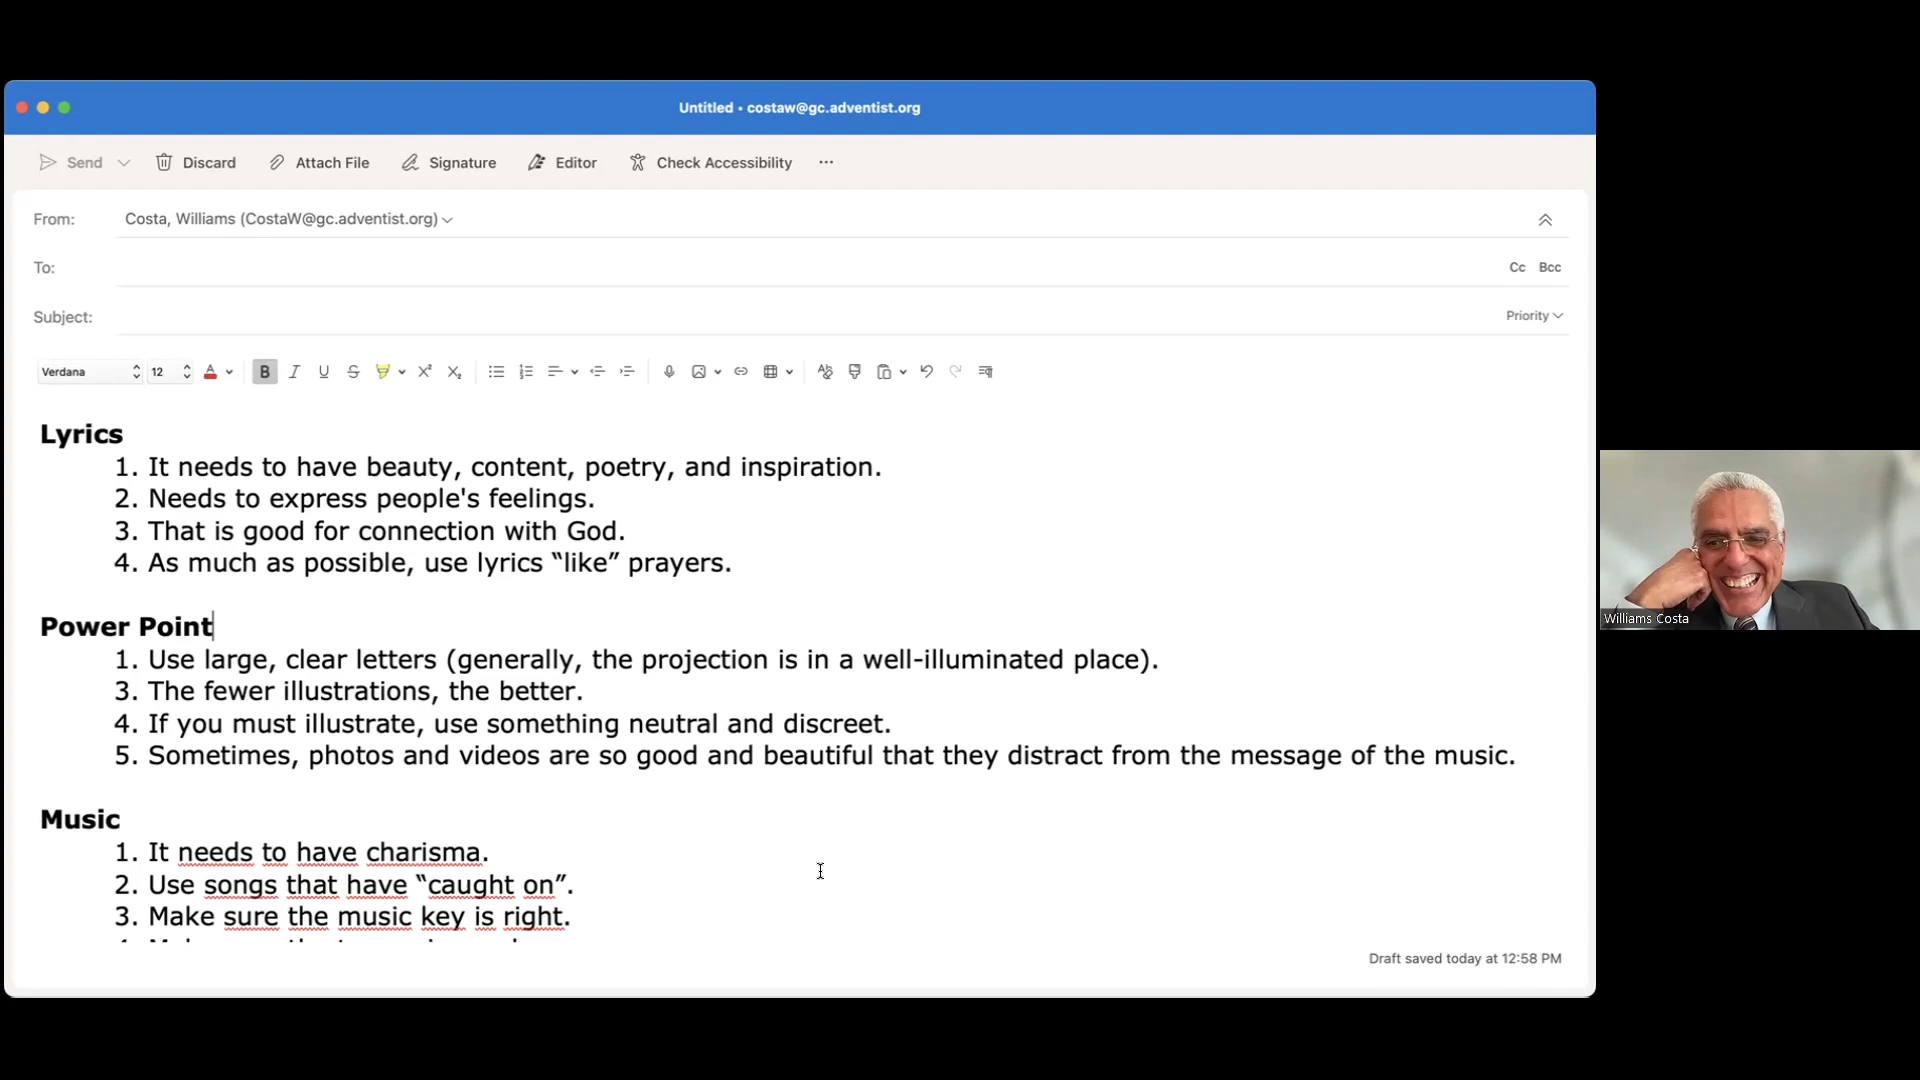 Untitled • costaw@gc.adventist.org
Send Discard Attach File Signature Editor Check Accessibility ...
From: Costa, Williams (CostaW@gc.adventist.org)
To: Cc Bcc
Subject: Priority
Verdana 12 A B I U S X² X₂
Lyrics
1. It needs to have beauty, content, poetry, and inspiration.
2. Needs to express people's feelings.
3. That is good for connection with God.
4. As much as possible, use lyrics “like” prayers.
Power Point
1. Use large, clear letters (generally, the projection is in a well-illuminated place).
3. The fewer illustrations, the better.
4. If you must illustrate, use something neutral and discreet.
5. Sometimes, photos and videos are so good and beautiful that they distract from the message of the music.
Music
1. It needs to have charisma.
2. Use songs that have “caught on”.
3. Make sure the music key is right.
Draft saved today at 12:58 PM
Williams Costa